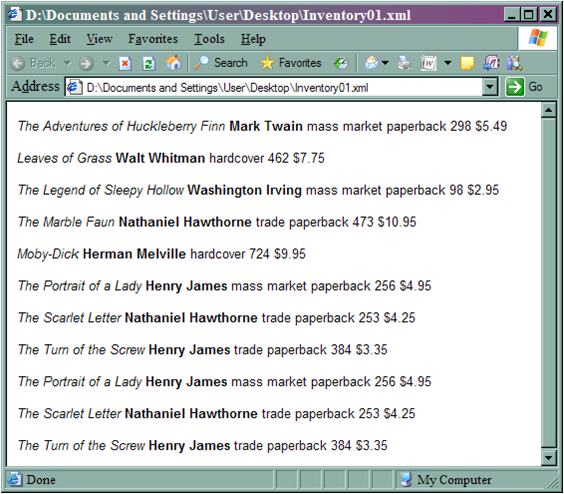 D:\Documents and Settings\User\Desktop\Inventory01.xml
File Edit View Favorites Tools Help
Back Search Favorites
Address D:\Documents and Settings\User\Desktop\Inventory01.xml Go
The Adventures of Huckleberry Finn Mark Twain mass market paperback 298 $5.49
Leaves of Grass Walt Whitman hardcover 462 $7.75
The Legend of Sleepy Hollow Washington Irving mass market paperback 98 $2.95
The Marble Faun Nathaniel Hawthorne trade paperback 473 $10.95
Moby-Dick Herman Melville hardcover 724 $9.95
The Portrait of a Lady Henry James mass market paperback 256 $4.95
The Scarlet Letter Nathaniel Hawthorne trade paperback 253 $4.25
The Turn of the Screw Henry James trade paperback 384 $3.35
The Portrait of a Lady Henry James mass market paperback 256 $4.95
The Scarlet Letter Nathaniel Hawthorne trade paperback 253 $4.25
The Turn of the Screw Henry James trade paperback 384 $3.35
Done My Computer